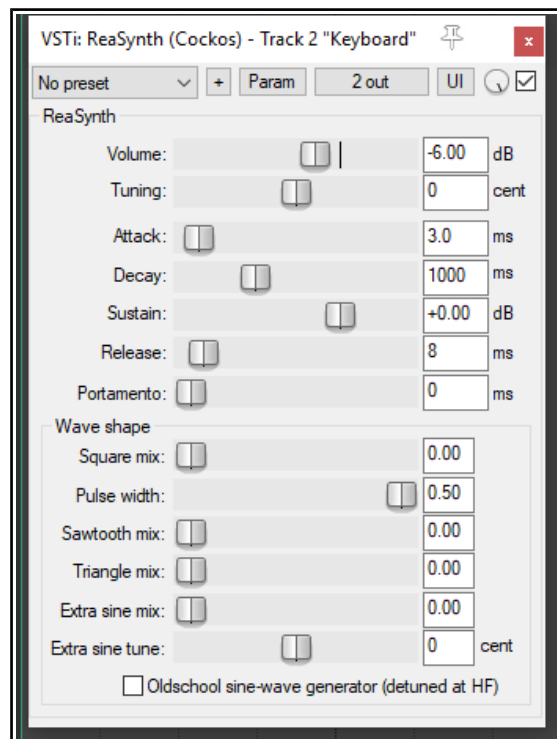 VSTi: ReaSynth (Cockos) - Track 2 "Keyboard" x
No preset + Param 2 out UI
ReaSynth
Volume: -6.00 dB
Tuning: 0 cent
Attack: 3.0 ms
Decay: 1000 ms
Sustain: +0.00 dB
Release: 8 ms
Portamento: 0 ms
Wave shape
Square mix: 0.00
Pulse width: 0.50
Sawtooth mix: 0.00
Triangle mix: 0.00
Extra sine mix: 0.00
Extra sine tune: 0 cent
Oldschool sine-wave generator (detuned at HF)